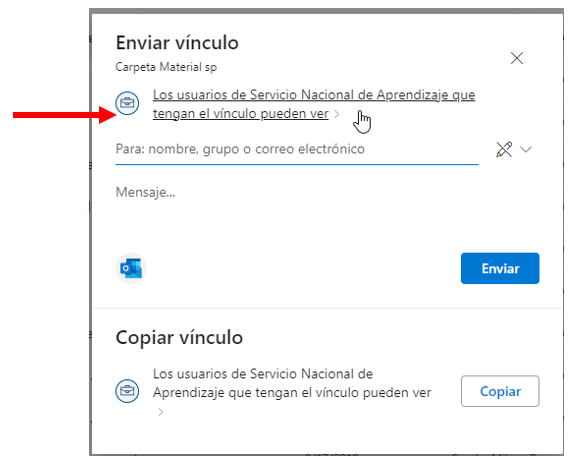 Enviar vínculo
Carpeta Material sp
Los usuarios de Servicio Nacional de Aprendizaje que
tengan el vínculo pueden ver
Para: nombre, grupo o correo electrónico
Mensaje...
Enviar
Copiar vínculo
Los usuarios de Servicio Nacional de
Aprendizaje que tengan el vínculo pueden ver
Copiar